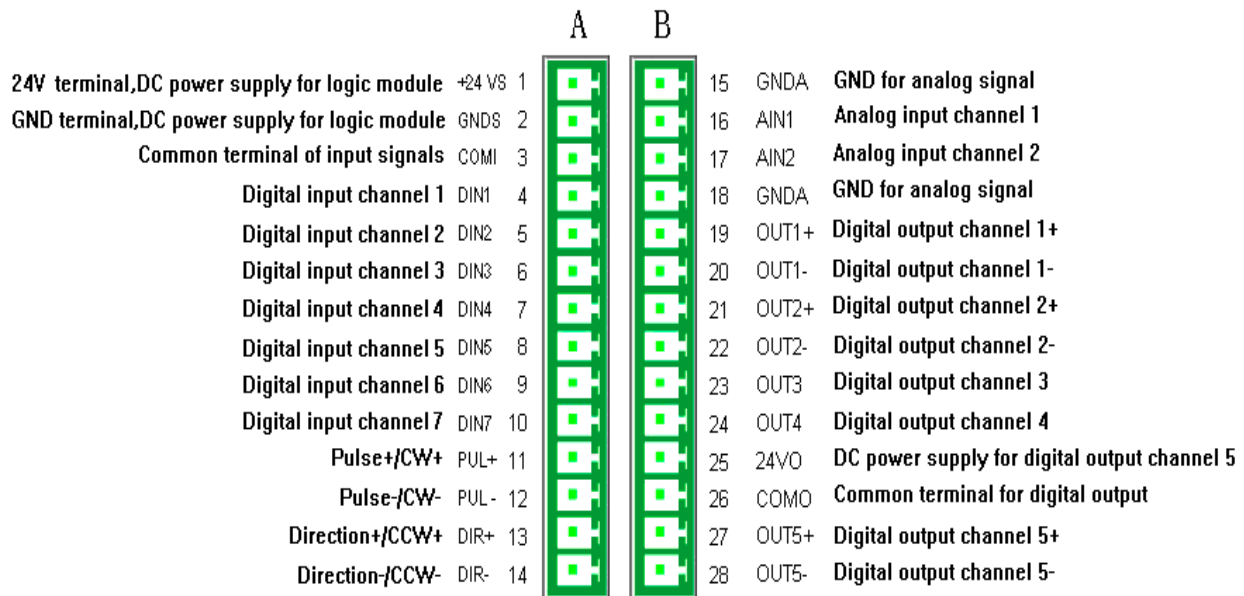 A B
24V terminal,DC power supply for logic module +24 VS 1
GND terminal,DC power supply for logic module GNDS 2
Common terminal of input signals COMI 3
Digital input channel 1 DIN1 4
Digital input channel 2 DIN2 5
Digital input channel 3 DIN3 6
Digital input channel 4 DIN4 7
Digital input channel 5 DIN5 8
Digital input channel 6 DIN6 9
Digital input channel 7 DIN7 10
Pulse+/CW+ PUL+ 11
Pulse-/CW- PUL- 12
Direction+/CCW+ DIR+ 13
Direction-/CCW- DIR- 14
15 GNDA GND for analog signal
16 AIN1 Analog input channel 1
17 AIN2 Analog input channel 2
18 GNDA GND for analog signal
19 OUT1+ Digital output channel 1+
20 OUT1- Digital output channel 1-
21 OUT2+ Digital output channel 2+
22 OUT2- Digital output channel 2-
23 OUT3 Digital output channel 3
24 OUT4 Digital output channel 4
25 24VO DC power supply for digital output channel 5
26 COMO Common terminal for digital output
27 OUT5+ Digital output channel 5+
28 OUT5- Digital output channel 5-